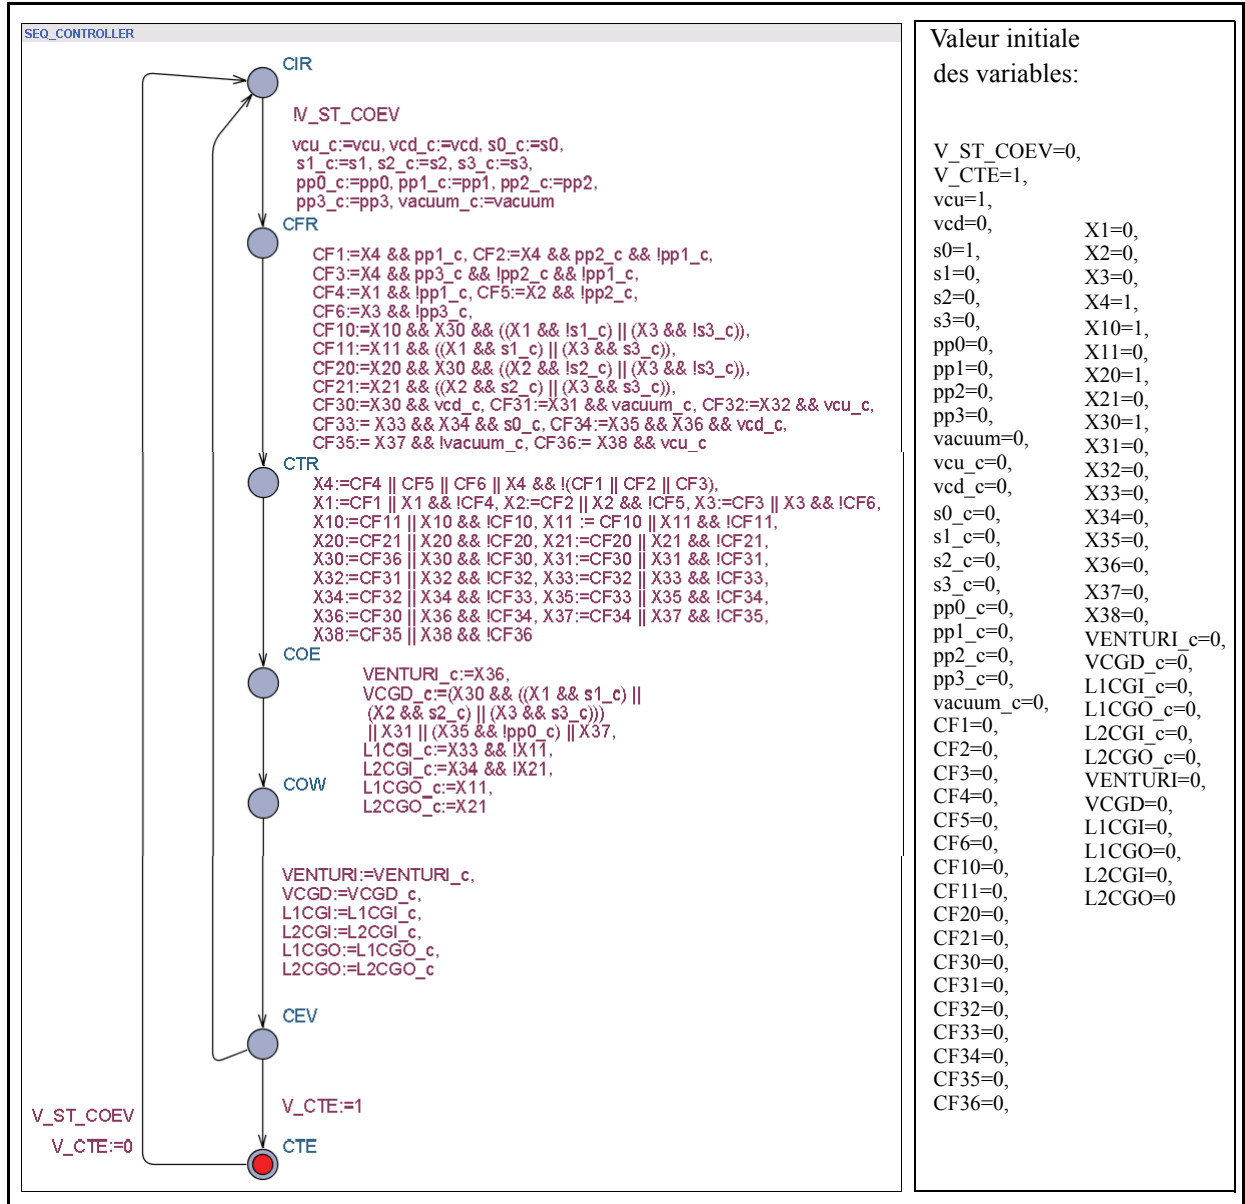 SEQ_CONTROLLER
CIR
!V_ST_COEV
vcu_c:=vcu, vcd_c:=vcd, s0_c:=s0,
s1_c:=s1, s2_c:=s2, s3_c:=s3,
pp0_c:=pp0, pp1_c:=pp1, pp2_c:=pp2,
pp3_c:=pp3, vacuum_c:=vacuum
CFR
CF1:=X4 && pp1_c, CF2:=X4 && pp2_c && !pp1_c,
CF3:=X4 && pp3_c && !pp2_c && !pp1_c,
CF4:=X1 && !pp1_c, CF5:=X2 && !pp2_c,
CF6:=X3 && !pp3_c,
CF10:=X10 && X30 && ((X1 && !s1_c) || (X3 && !s3_c)),
CF11:=X11 && ((X1 && s1_c) || (X3 && s3_c)),
CF20:=X20 && X30 && ((X2 && !s2_c) || (X3 && !s3_c)),
CF21:=X21 && ((X2 && s2_c) || (X3 && s3_c)),
CF30:=X30 && vcd_c, CF31:=X31 && vacuum_c, CF32:=X32 && vcu_c,
CF33:= X33 && X34 && s0_c, CF34:=X35 && X36 && vcd_c,
CF35:= X37 && !vacuum_c, CF36:= X38 && vcu_c
CTR
X4:=CF4 || CF5 || CF6 || X4 && !(CF1 || CF2 || CF3),
X1:=CF1 || X1 && !CF4, X2:=CF2 || X2 && !CF5, X3:=CF3 || X3 && !CF6,
X10:=CF11 || X10 && !CF10, X11 := CF10 || X11 && !CF11,
X20:=CF21 || X20 && !CF20, X21:=CF20 || X21 && !CF21,
X30:=CF36 || X30 && !CF30, X31:=CF30 || X31 && !CF31,
X32:=CF31 || X32 && !CF32, X33:=CF32 || X33 && !CF33,
X34:=CF32 || X34 && !CF33, X35:=CF33 || X35 && !CF34,
X36:=CF30 || X36 && !CF34, X37:=CF34 || X37 && !CF35,
X38:=CF35 || X38 && !CF36
COE
VENTURI_c:=X36,
VCGD_c:=(X30 && ((X1 && s1_c) ||
(X2 && s2_c) || (X3 && s3_c)))
|| X31 || (X35 && !pp0_c) || X37,
L1CGI_c:=X33 && !X11,
L2CGI_c:=X34 && !X21,
L1CGO_c:=X11,
L2CGO_c:=X21
COW
VENTURI:=VENTURI_c,
VCGD:=VCGD_c,
L1CGI:=L1CGI_c,
L2CGI:=L2CGI_c,
L1CGO:=L1CGO_c,
L2CGO:=L2CGO_c
CEV
V_CTE:=1
V_ST_COEV
V_CTE:=0
CTE
Valeur initiale
des variables:
V_ST_COEV=0,
V_CTE=1,
vcu=1,
vcd=0,
s0=1,
s1=0,
s2=0,
s3=0,
pp0=0,
pp1=0,
pp2=0,
pp3=0,
vacuum=0,
vcu_c=0,
vcd_c=0,
s0_c=0,
s1_c=0,
s2_c=0,
s3_c=0,
pp0_c=0,
pp1_c=0,
pp2_c=0,
pp3_c=0,
vacuum_c=0,
CF1=0,
CF2=0,
CF3=0,
CF4=0,
CF5=0,
CF6=0,
CF10=0,
CF11=0,
CF20=0,
CF21=0,
CF30=0,
CF31=0,
CF32=0,
CF33=0,
CF34=0,
CF35=0,
CF36=0,
X1=0,
X2=0,
X3=0,
X4=1,
X10=1,
X11=0,
X20=1,
X21=0,
X30=1,
X31=0,
X32=0,
X33=0,
X34=0,
X35=0,
X36=0,
X37=0,
X38=0,
VENTURI_c=0,
VCGD_c=0,
L1CGI_c=0,
L1CGO_c=0,
L2CGI_c=0,
L2CGO_c=0,
VENTURI=0,
VCGD=0,
L1CGI=0,
L1CGO=0,
L2CGI=0,
L2CGO=0